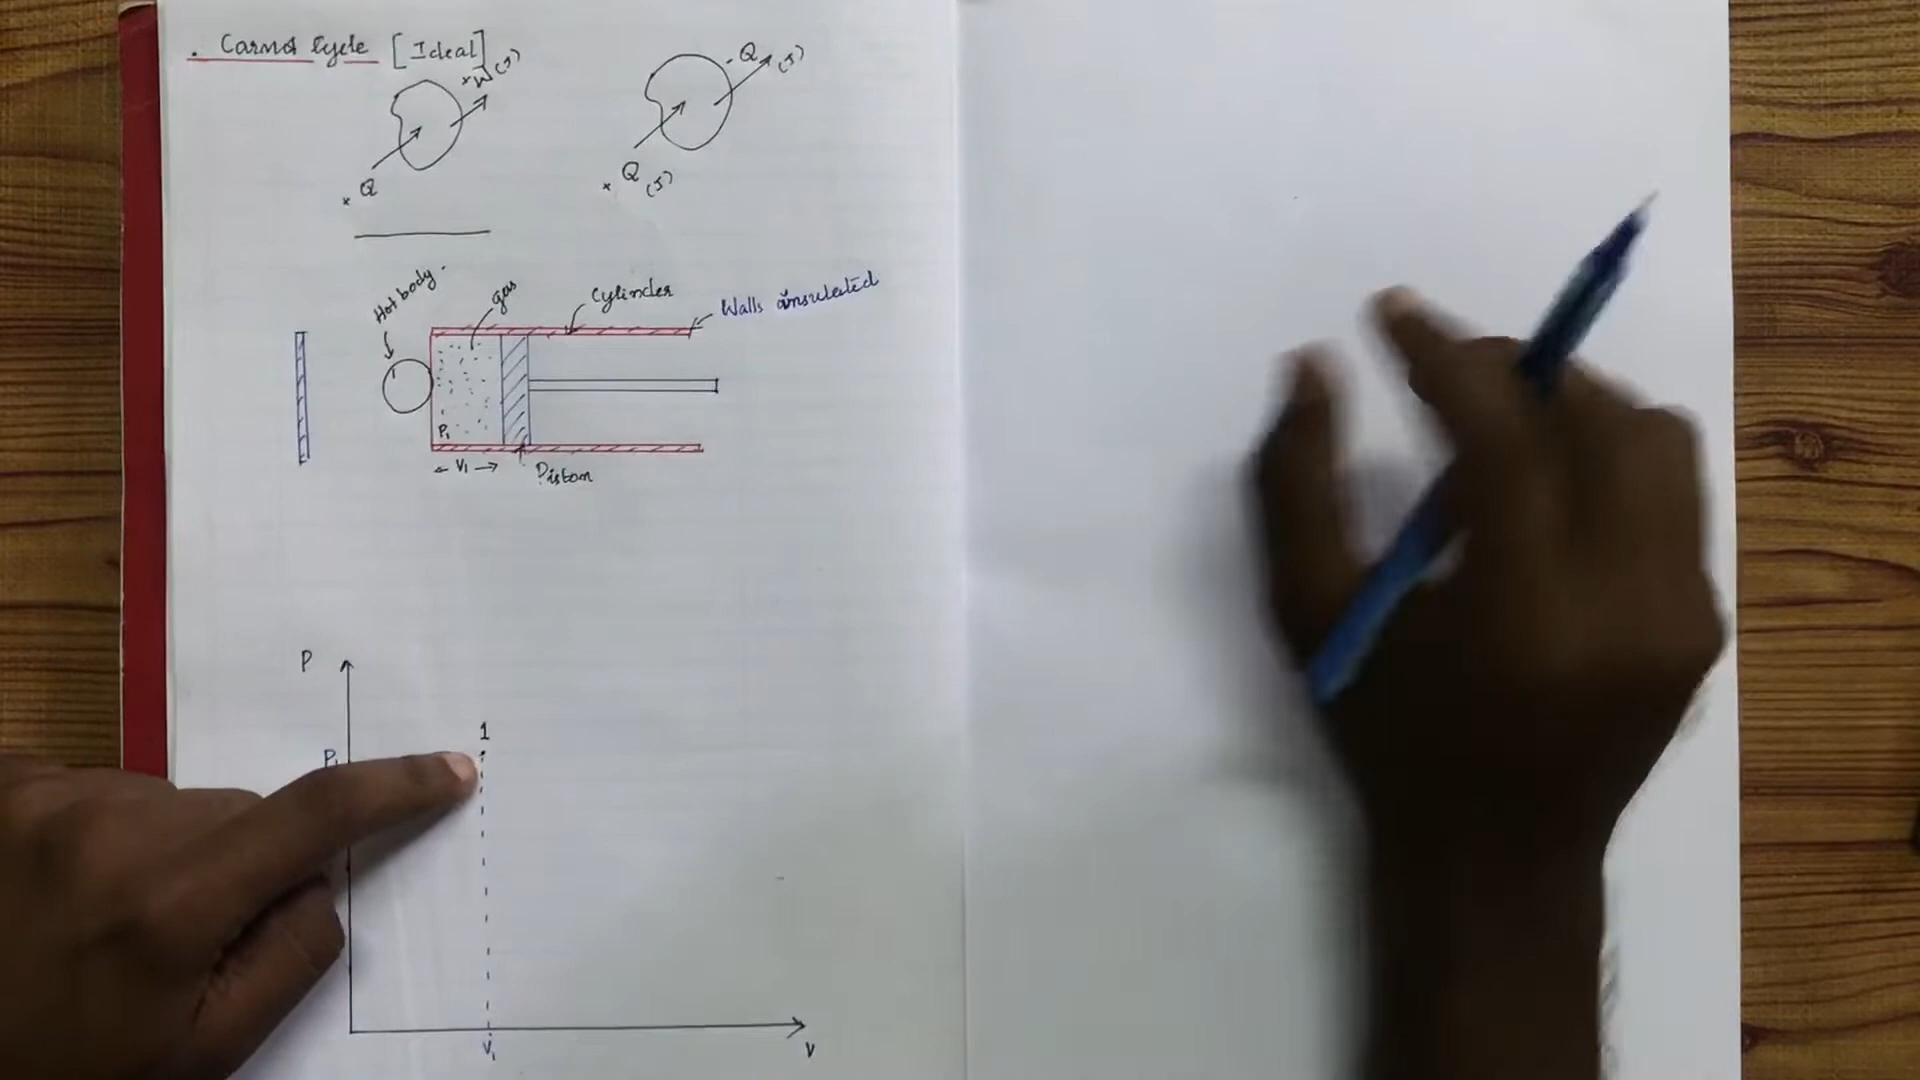 . Carnot Cycle [Ideal]
+W (J)
+ Q
- Q (J)
+ Q (J)
Hot body.
gas
Cylinder
Walls insulated
P1
← V1 →
Piston
P
1
P1
V1
V